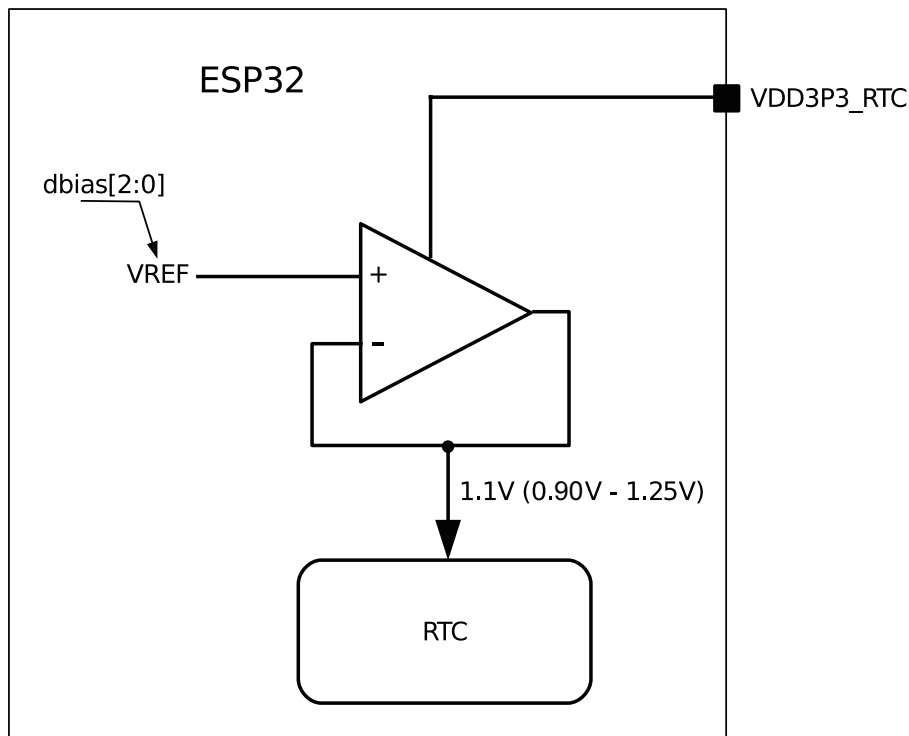 ESP32
VDD3P3_RTC
dbias[2:0]
VREF
+
-
1.1V (0.90V - 1.25V)
RTC